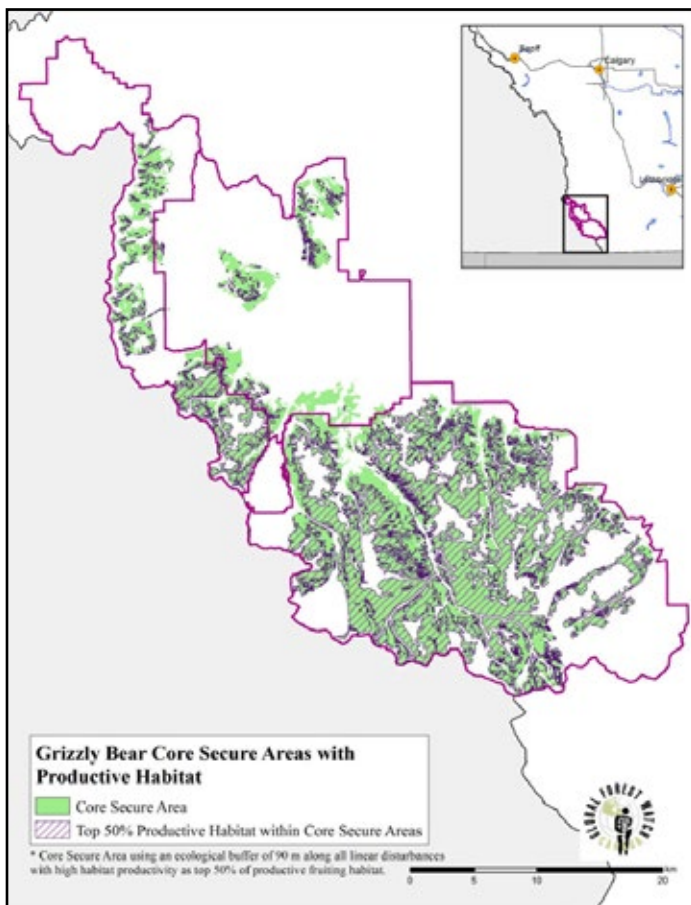 Banff
Calgary
Grizzly Bear Core Secure Areas with
Productive Habitat
Core Secure Area
Top 50% Productive Habitat within Core Secure Areas
* Core Secure Area using an ecological buffer of 90 m along all linear disturbances
with high habitat productivity as top 50% of productive fruiting habitat.
GLOBAL FOREST WATCH
CANADA
0 5 10 20
km